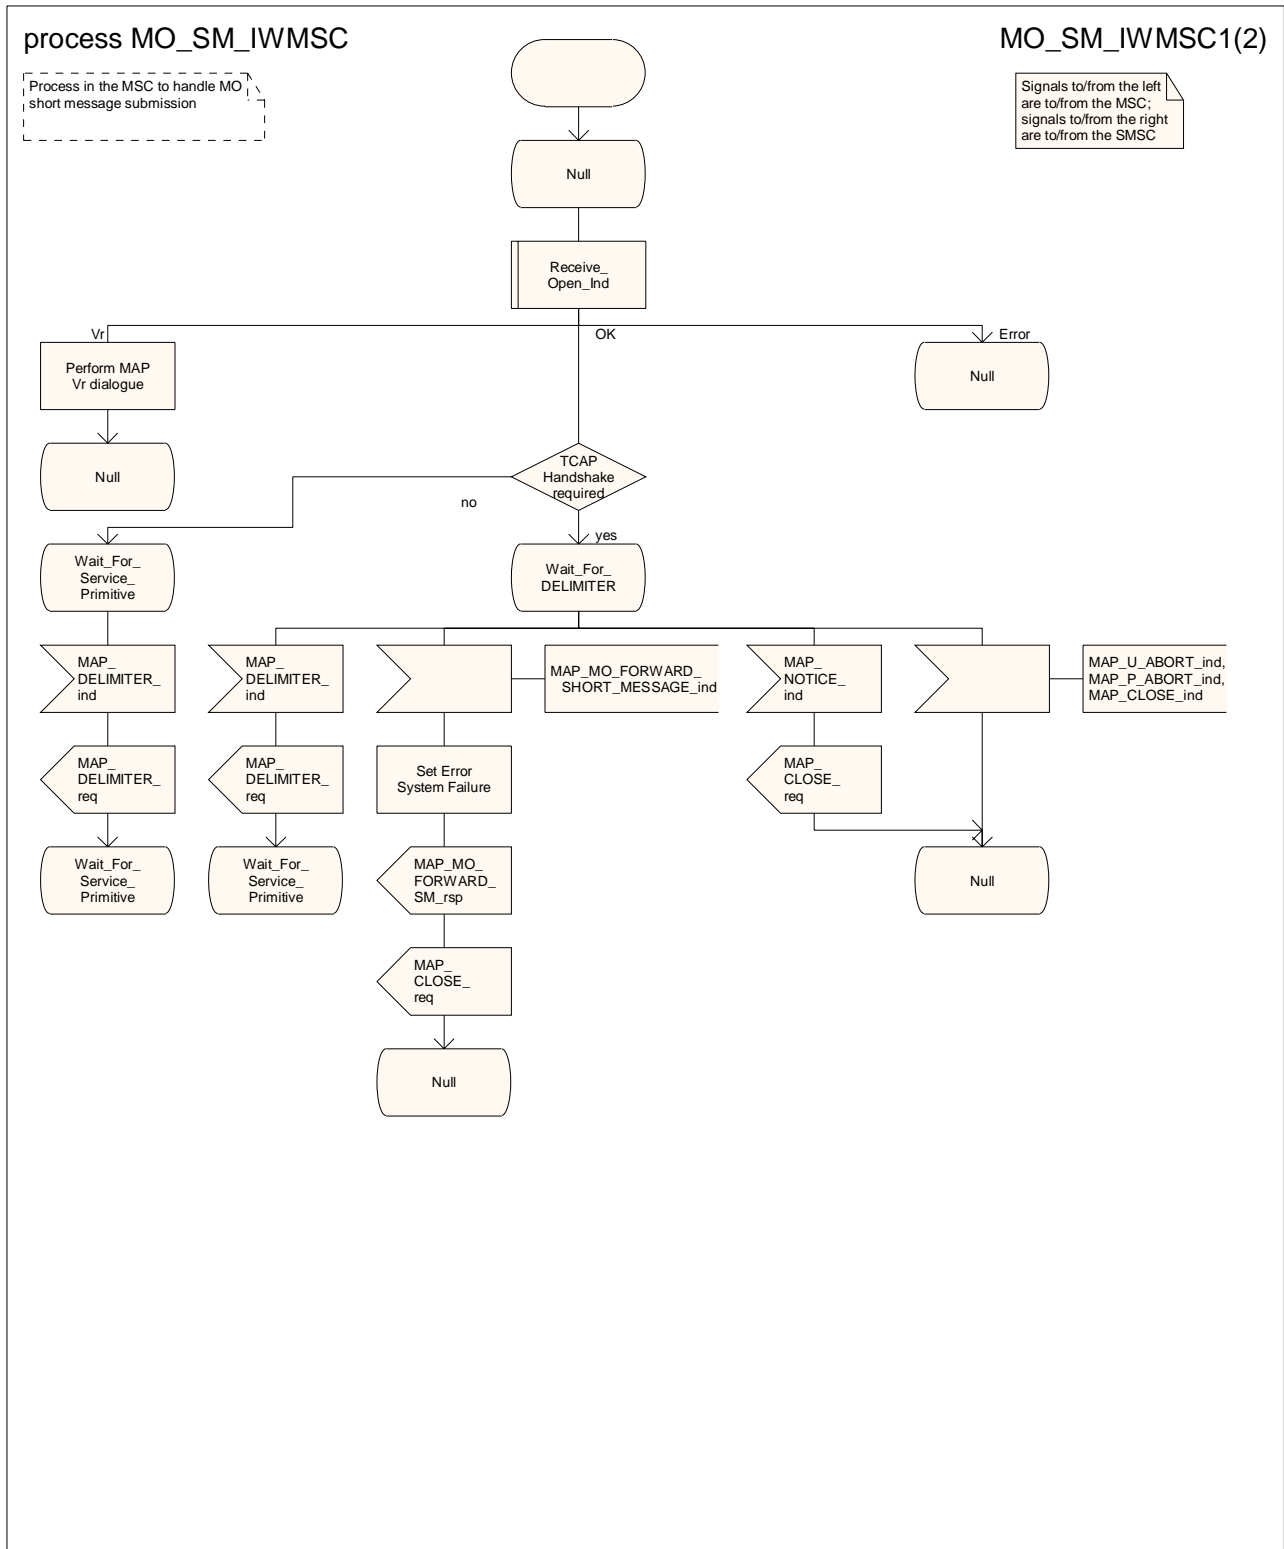 process MO_SM_IWMSC
MO_SM_IWMSC1(2)
Process in the MSC to handle MO
short message submission
Signals to/from the left
are to/from the MSC;
signals to/from the right
are to/from the SMSC
Null
Receive_
Open_Ind
Vr
OK
Error
Perform MAP
Vr dialogue
Null
Null
TCAP
Handshake
required
no
yes
Wait_For_
Service_
Primitive
Wait_For_
DELIMITER
MAP_
DELIMITER_
ind
MAP_
DELIMITER_
ind
MAP_MO_FORWARD_
SHORT_MESSAGE_ind
MAP_
NOTICE_
ind
MAP_U_ABORT_ind,
MAP_P_ABORT_ind,
MAP_CLOSE_ind
MAP_
DELIMITER_
req
MAP_
DELIMITER_
req
Set Error
System Failure
MAP_
CLOSE_
req
Wait_For_
Service_
Primitive
Wait_For_
Service_
Primitive
MAP_MO_
FORWARD_
SM_rsp
Null
MAP_
CLOSE_
req
Null